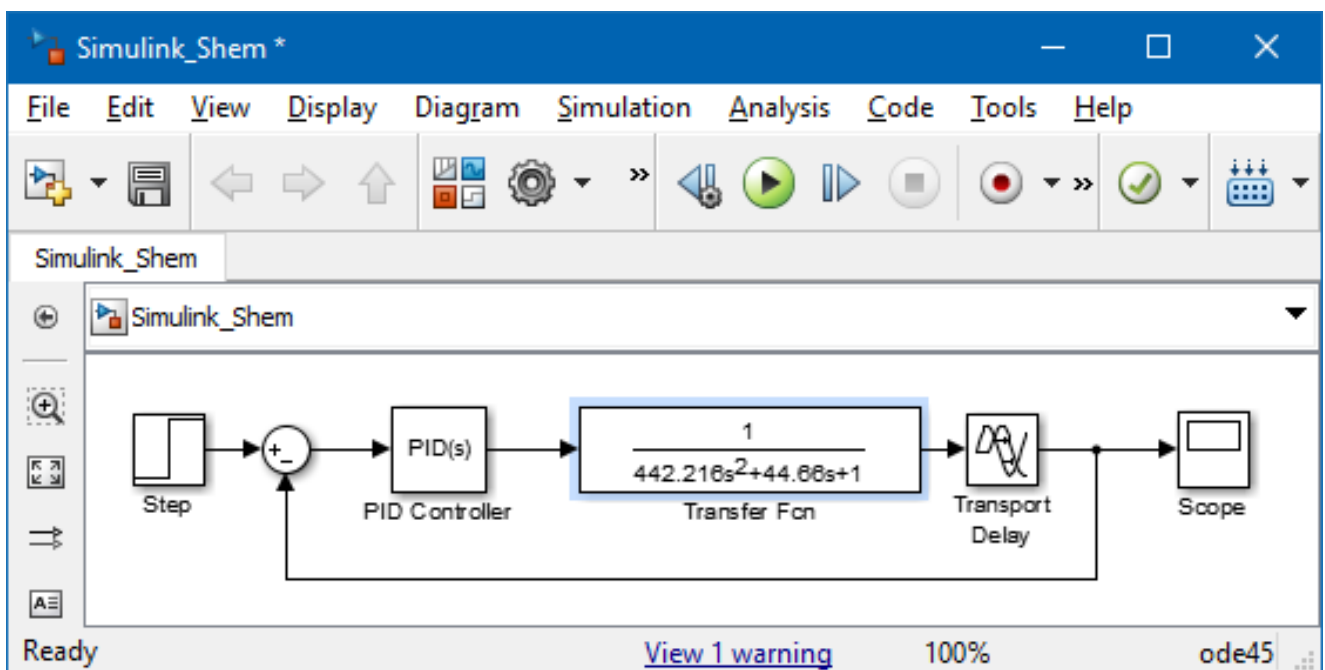 Simulink_Shem *
File Edit View Display Diagram Simulation Analysis Code Tools Help
Simulink_Shem
Simulink_Shem
Step
+
-
PID(s)
PID Controller
1
442.216s2+44.66s+1
Transfer Fcn
Transport
Delay
Scope
A
Ready View 1 warning 100% ode45